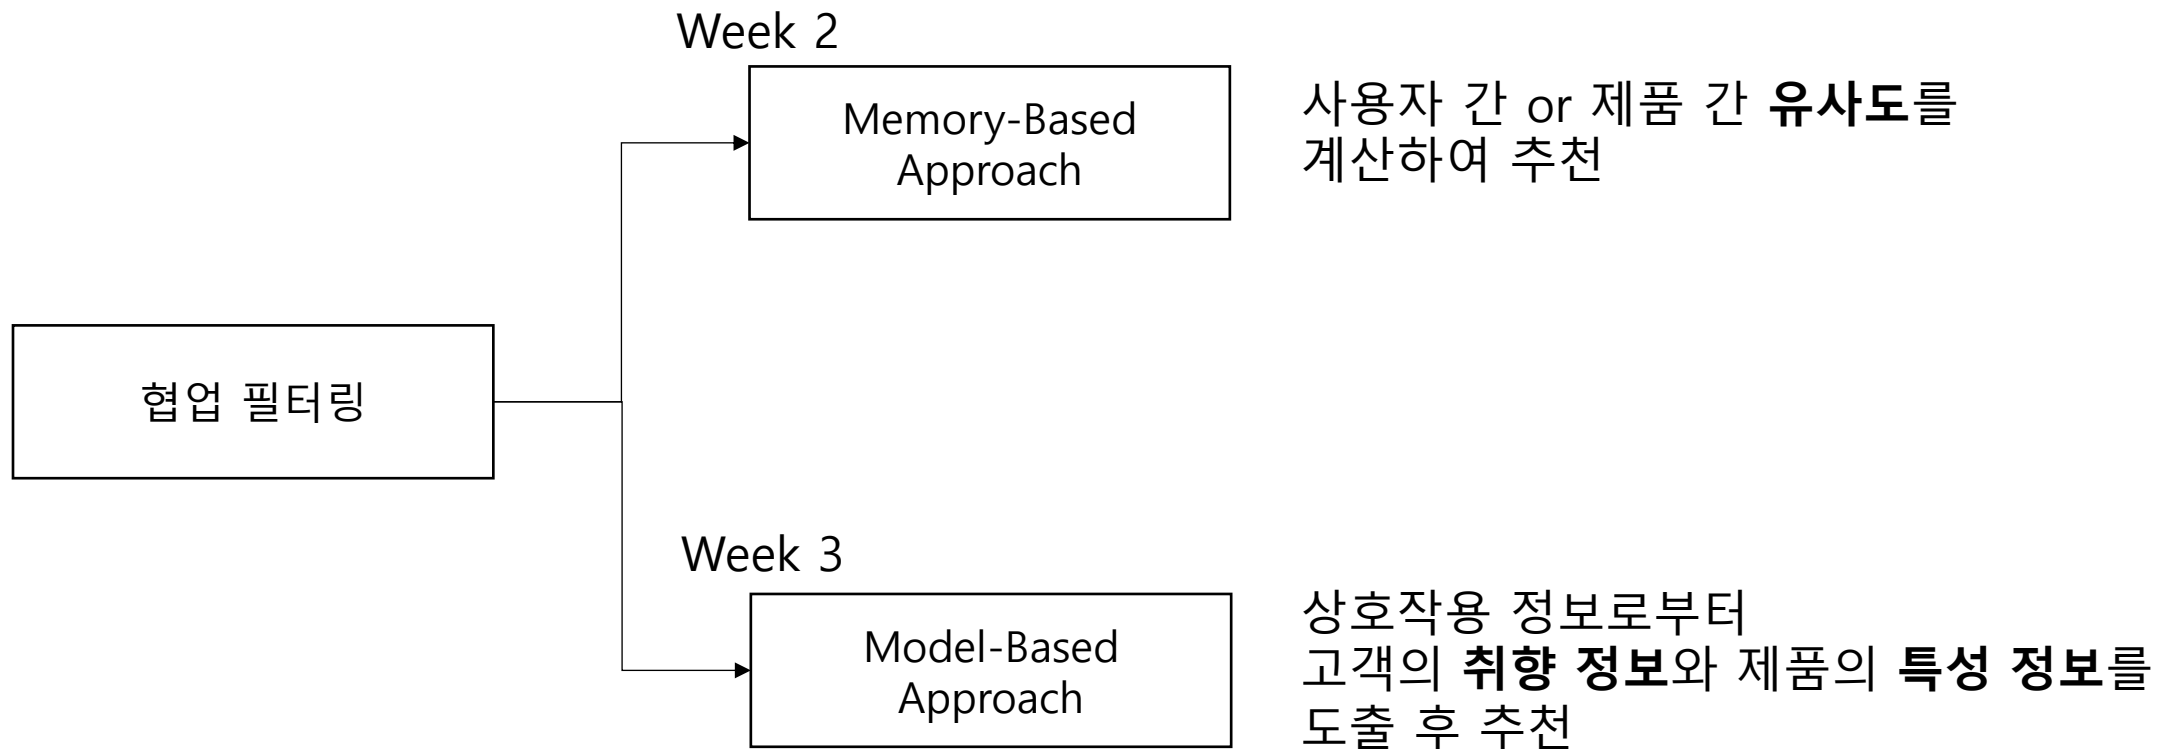 Week 2
Memory-Based
Approach
사용자 간 or 제품 간 유사도를
계산하여 추천
협업 필터링
Week 3
Model-Based
Approach
상호작용 정보로부터
고객의 취향 정보와 제품의 특성 정보를
도출 후 추천